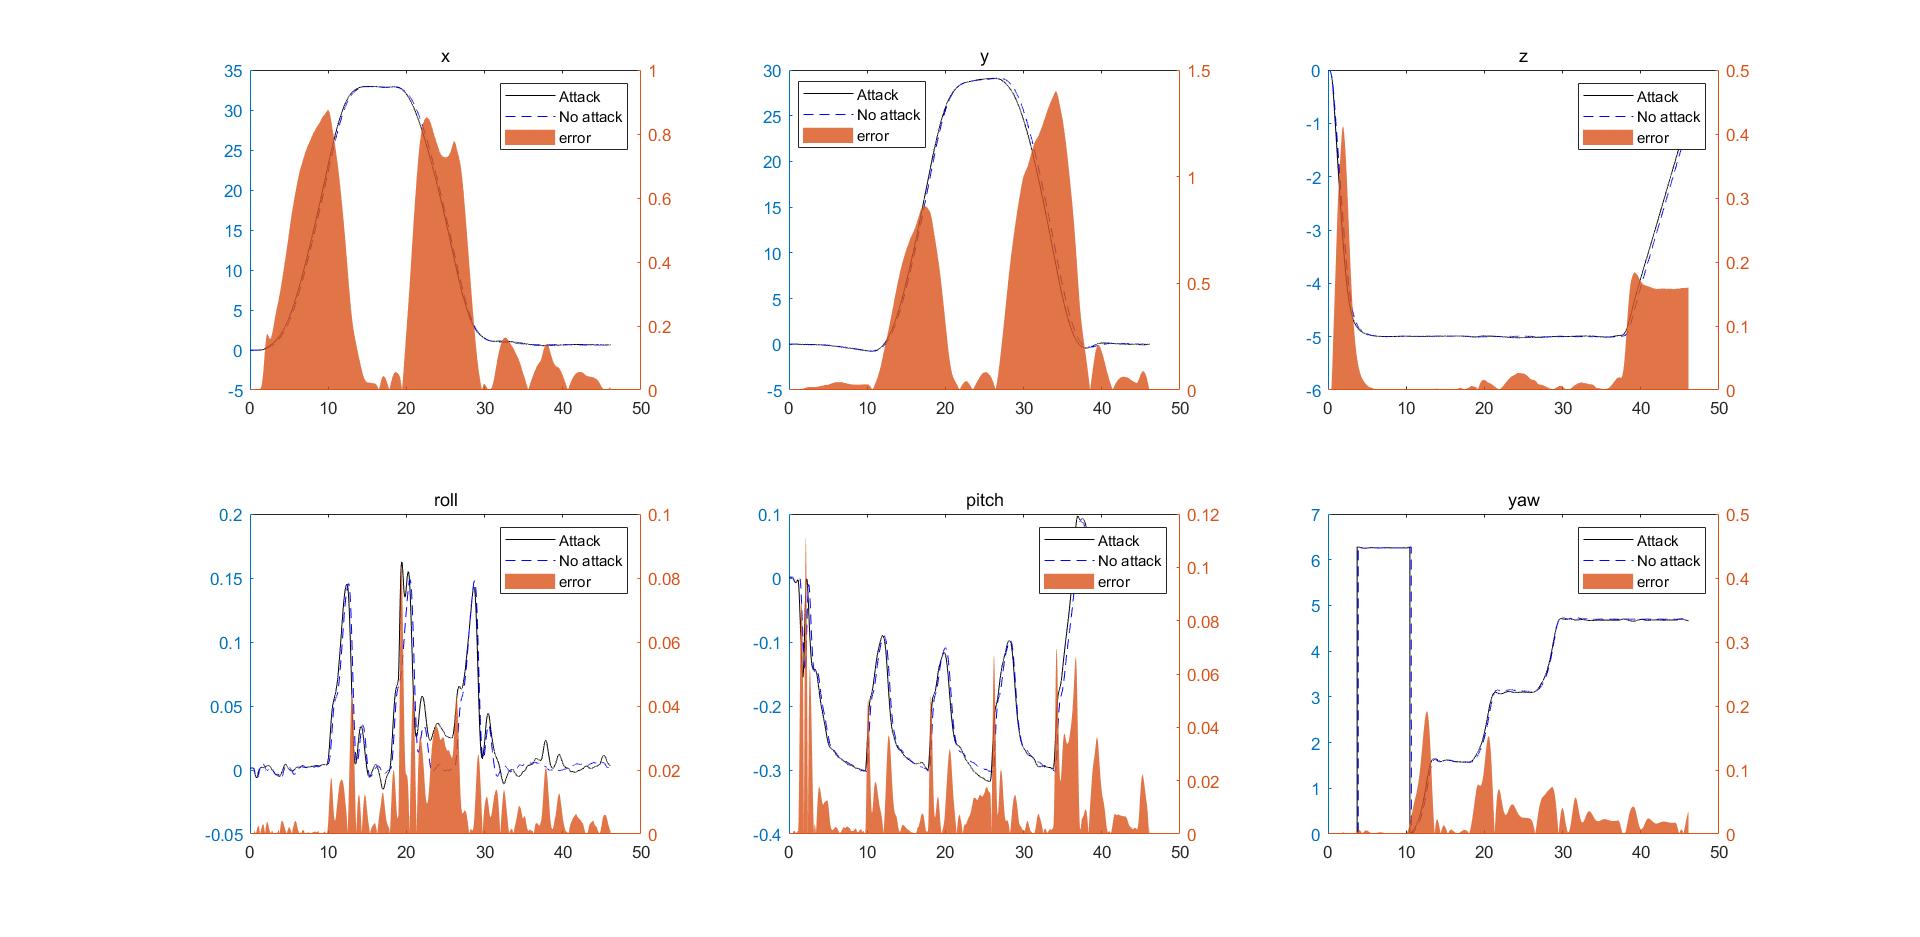 x
35
30
25
20
15
10
5
0
-5
1
0.8
0.6
0.4
0.2
0
0 10 20 30 40 50
Attack
No attack
error
y
30
25
20
15
10
5
0
-5
1.5
1
0.5
0
0 10 20 30 40 50
Attack
No attack
error
z
0
-1
-2
-3
-4
-5
-6
0.5
0.4
0.3
0.2
0.1
0
0 10 20 30 40 50
Attack
No attack
error
roll
0.2
0.15
0.1
0.05
0
-0.05
0.1
0.08
0.06
0.04
0.02
0
0 10 20 30 40 50
Attack
No attack
error
pitch
0.1
0
-0.1
-0.2
-0.3
-0.4
0.12
0.1
0.08
0.06
0.04
0.02
0
0 10 20 30 40 50
Attack
No attack
error
yaw
7
6
5
4
3
2
1
0
0.5
0.4
0.3
0.2
0.1
0
0 10 20 30 40 50
Attack
No attack
error